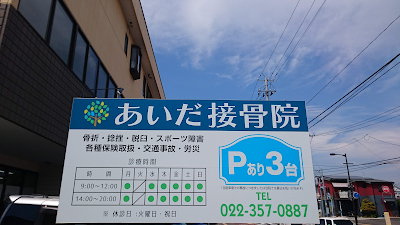 あいだ接骨院
骨折・捻挫・脱臼・スポーツ障害
各種保険取扱・交通事故・労災
診療時間
時間 月 火 水 木 金 土 日
9:00~12:00 ● ／ ● ● ● ● ●
14:00~20:00 ● ／ ● ● ● ● ●
※ 休診日:火曜日・祝日
Pあり3台
TEL
022-357-0887